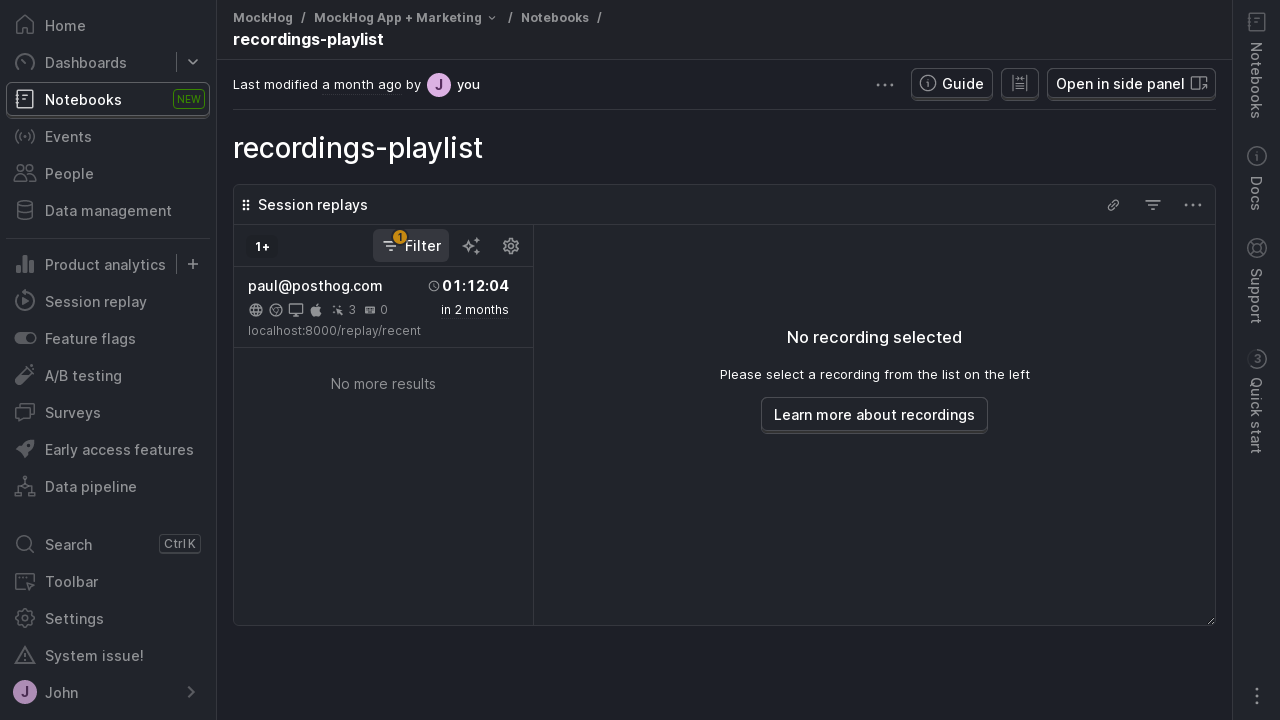 Home
Dashboards
Notebooks NEW
Events
People
Data management
Product analytics
Session replay
Feature flags
A/B testing
Surveys
Early access features
Data pipeline
Search Ctrl K
Toolbar
Settings
System issue!
J John
MockHog / MockHog App + Marketing / Notebooks /
recordings-playlist
Last modified a month ago by J you
Guide
Open in side panel
recordings-playlist
Session replays
1+
1 Filter
paul@posthog.com 01:12:04
3 0 in 2 months
localhost:8000/replay/recent
No more results
No recording selected
Please select a recording from the list on the left
Learn more about recordings
Notebooks
Docs
Support
3 Quick start